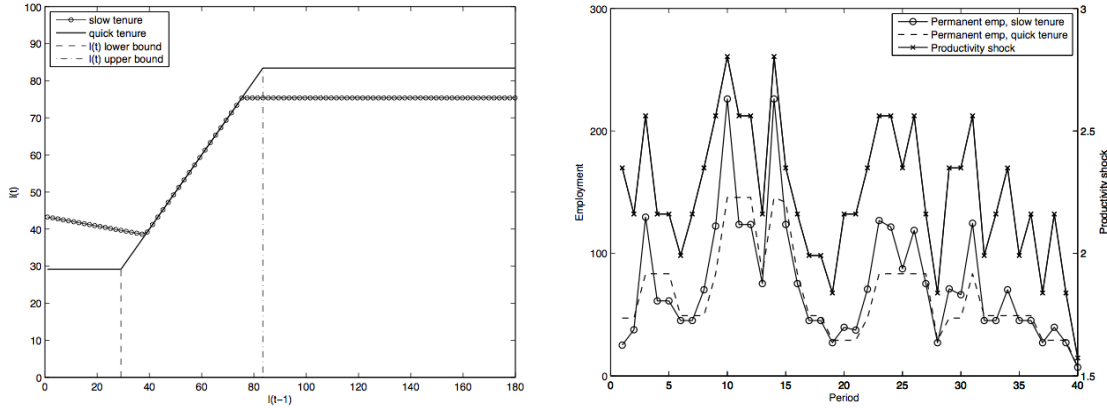 100
90
80
70
60
50
40
30
20
10
0
l(t)
slow tenure
quick tenure
l(t) lower bound
l(t) upper bound
0 20 40 60 80 100 120 140 160 180
l(t−1)
300
200
100
0
Employment
Permanent emp, slow tenure
Permanent emp, quick tenure
Productivity shock
3
2.5
2
1.5
Productivity shock
0 5 10 15 20 25 30 35 40
Period